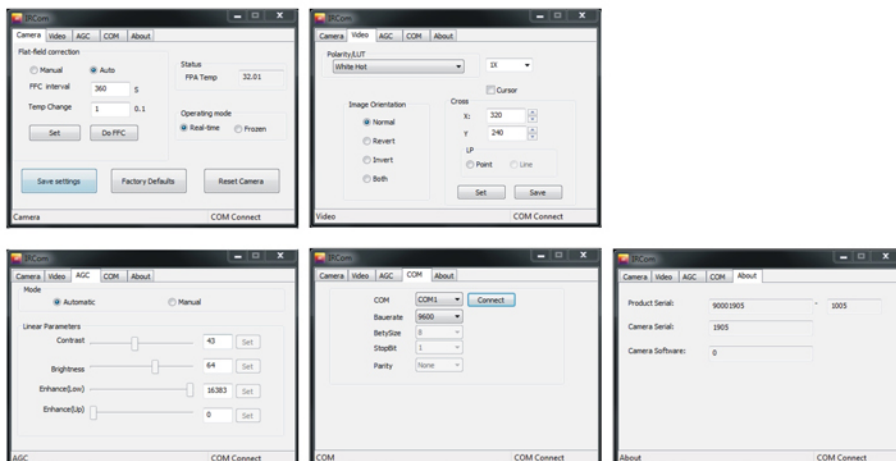 IRCom
Camera Video AGC COM About
Flat-field correction
Manual Auto
FFC interval 360 S
Temp Change 1 0.1
Set Do FFC
Status
FPA Temp 32.01
Operating mode
Real-time Frozen
Save settings Factory Defaults Reset Camera
Camera COM Connect
IRCom
Camera Video AGC COM About
Polarity/LUT
White Hot 1X
Cursor
Image Orientation
Normal
Revert
Invert
Both
Cross
X: 320
Y 240
LP
Point Line
Set Save
Video COM Connect
IRCom
Camera Video AGC COM About
Mode
Automatic Manual
Linear Parameters
Contrast 43 Set
Brightness 64 Set
Enhance(Low) 16383 Set
Enhance(Up) 0 Set
AGC COM Connect
IRCom
Camera Video AGC COM About
COM COM1 Connect
Bauerate 9600
BetySize 8
StopBit 1
Parity None
COM COM Connect
IRCom
Camera Video AGC COM About
Product Serial: 90001905 - 1005
Camera Serial: 1905
Camera Software: 0
About COM Connect